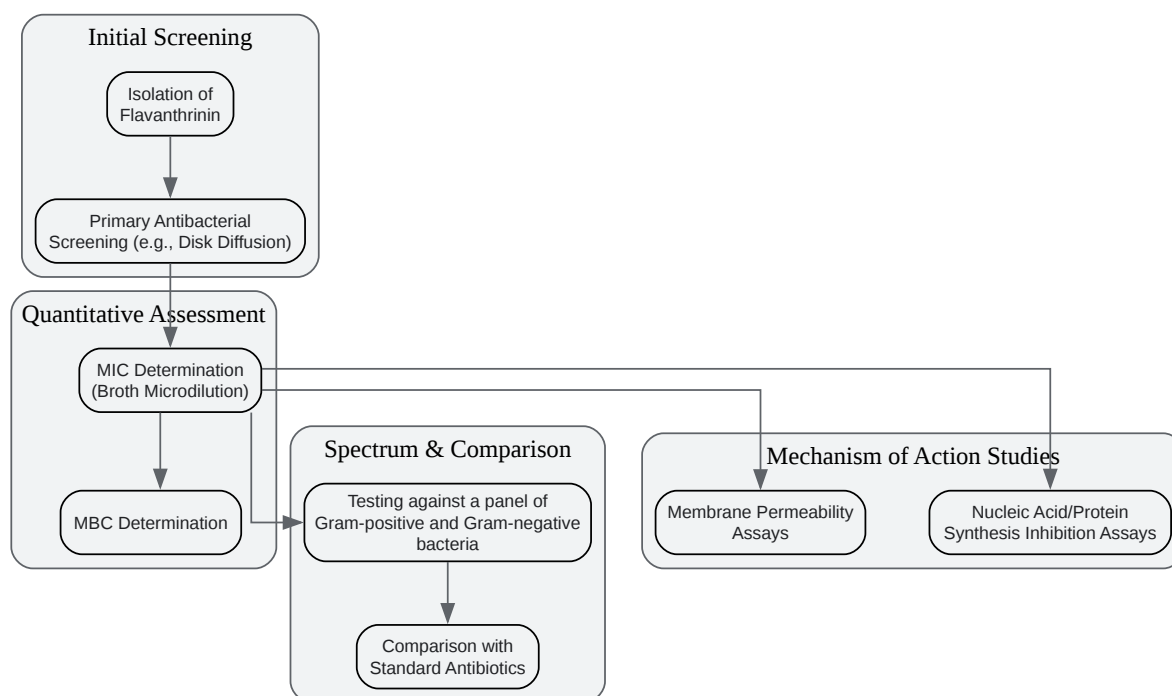 Initial Screening
Isolation of
Flavanthrinin
Primary Antibacterial
Screening (e.g., Disk Diffusion)
Quantitative Assessment
MIC Determination
(Broth Microdilution)
MBC Determination
Spectrum & Comparison
Testing against a panel of
Gram-positive and Gram-negative
bacteria
Comparison with
Standard Antibiotics
Mechanism of Action Studies
Membrane Permeability
Assays
Nucleic Acid/Protein
Synthesis Inhibition Assays